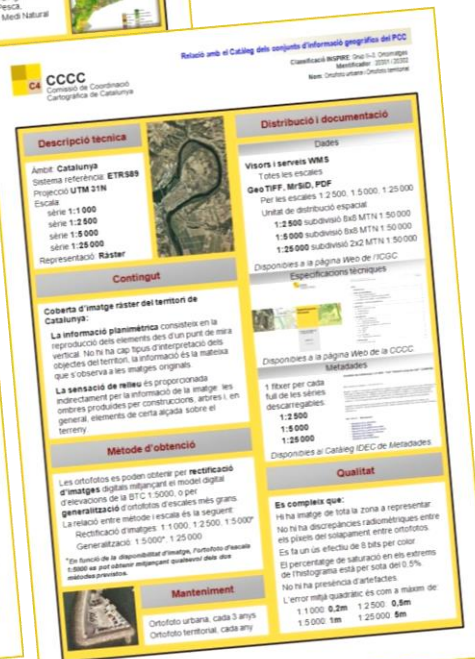 Pesca,
Medi Natural
Relació amb el Catàleg dels conjunts d'informació geogràfica del PCC
Classificació INSPIRE: Grup II-3. Ortoimatges
Identificador: 20301 i 20302
Nom: Ortofoto urbana i Ortofoto territorial
C4 CCCC
Comissió de Coordinació
Cartogràfica de Catalunya
Descripció tècnica
Àmbit: Catalunya
Sistema referència: ETRS89
Projecció UTM 31N
Escala:
sèrie 1:1 000
sèrie 1:2 500
sèrie 1:5 000
sèrie 1:25 000
Representació: Ràster
Contingut
Coberta d'imatge ràster del territori de
Catalunya:
La informació planimètrica consisteix en la
reproducció dels elements des d'un punt de mira
vertical. No hi ha cap tipus d'interpretació dels
objectes del territori, la informació és la mateixa
que s'observa a les imatges originals.
La sensació de relleu és proporcionada
indirectament per la informació de la imatge: les
ombres produïdes per construccions, arbres i, en
general, elements de certa alçada sobre el
terreny.
Mètode d'obtenció
Les ortofotos es poden obtenir per rectificació
d'imatges digitals mitjançant el model digital
d'elevacions de la BTC 1:5000, o per
generalització d'ortofotos d'escales més grans.
La relació entre mètode i escala és la següent:
Rectificació d'imatges: 1:1 000, 1:2 500, 1:5 000*
Generalització: 1:5 000*, 1:25 000
*En funció de la disponibilitat d'imatge, l'ortofoto d'escala
1:5000 es pot obtenir mitjançant qualsevol dels dos
mètodes previstos.
Manteniment
Ortofoto urbana, cada 3 anys
Ortofoto territorial, cada any
Distribució i documentació
Dades
Visors i serveis WMS
Totes les escales
GeoTIFF, MrSID, PDF
Per les escales 1:2 500, 1:5 000, 1:25 000
Unitat de distribució espacial:
1:2 500 subdivisió 8x8 MTN 1:50 000
1:5 000 subdivisió 8x8 MTN 1:50 000
1:25 000 subdivisió 2x2 MTN 1:50 000
Disponibles a la pàgina Web de l'ICGC
Especificacions tècniques
Disponibles a la pàgina Web de la CCCC
Metadades
1 fitxer per cada
full de les sèries
descarregables:
1:2 500
1:5 000
1:25 000
Disponibles al Catàleg IDEC de Metadades
Qualitat
Es compleix que:
Hi ha imatge de tota la zona a representar
No hi ha discrepàncies radiomètriques entre
els píxels del solapament entre ortofotos
Es fa un ús efectiu de 8 bits per color
El percentatge de saturació en els extrems
de l'histograma està per sota del 0,5%
No hi ha presència d'artefactes
L'error mitjà quadràtic és com a màxim de:
1:1 000 0,2m 1:2 500: 0,5m
1:5 000 1m 1:25 000 5m